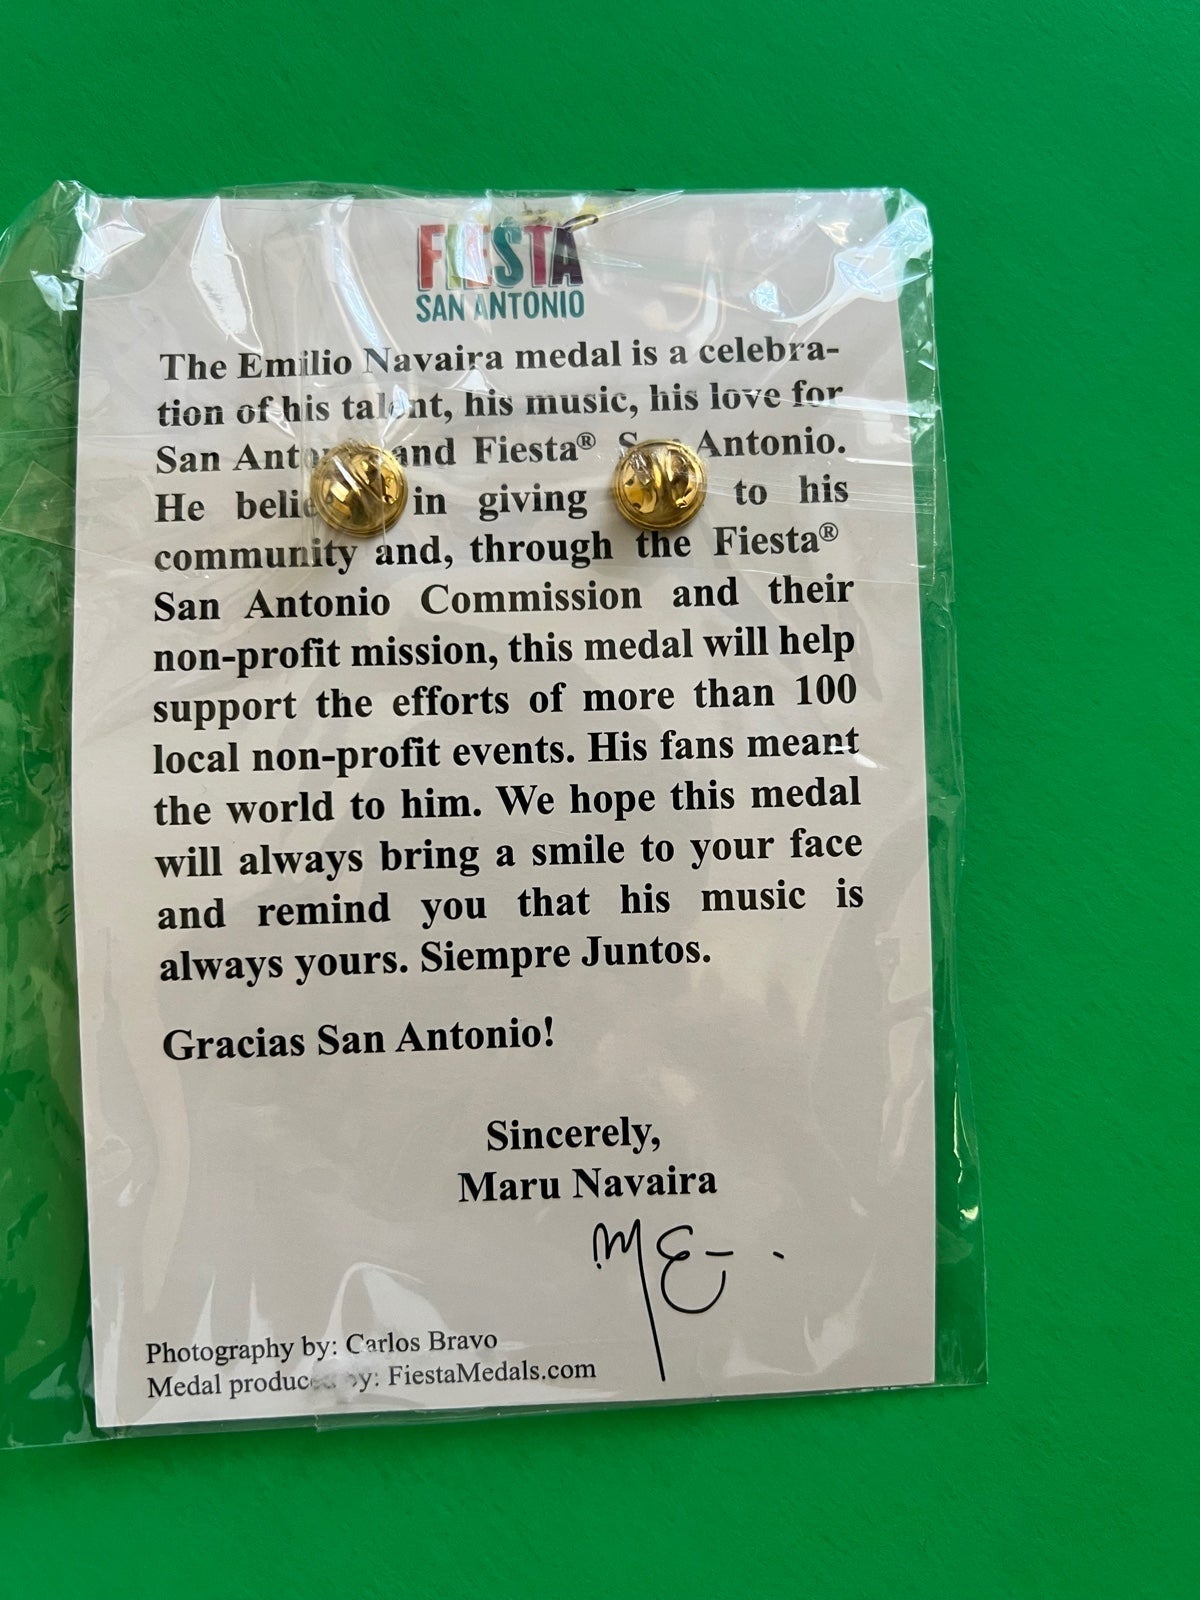 FIESTA
SAN ANTONIO
The Emilio Navaira medal is a celebra-
tion of his talent, his music, his love for
San Antonio and Fiesta® San Antonio.
He in giving to his
community and, through the Fiesta®
San Antonio Commission and their
non-profit mission, this medal will help
support the efforts of more than 100
local non-profit events. His fans meant
the world to him. We hope this medal
will always bring a smile to your face
and remind you that his music is
always yours. Siempre Juntos.
Gracias San Antonio!
Sincerely,
Maru Navaira
Photography by: Carlos Bravo
Medal produced by: FiestaMedals.com